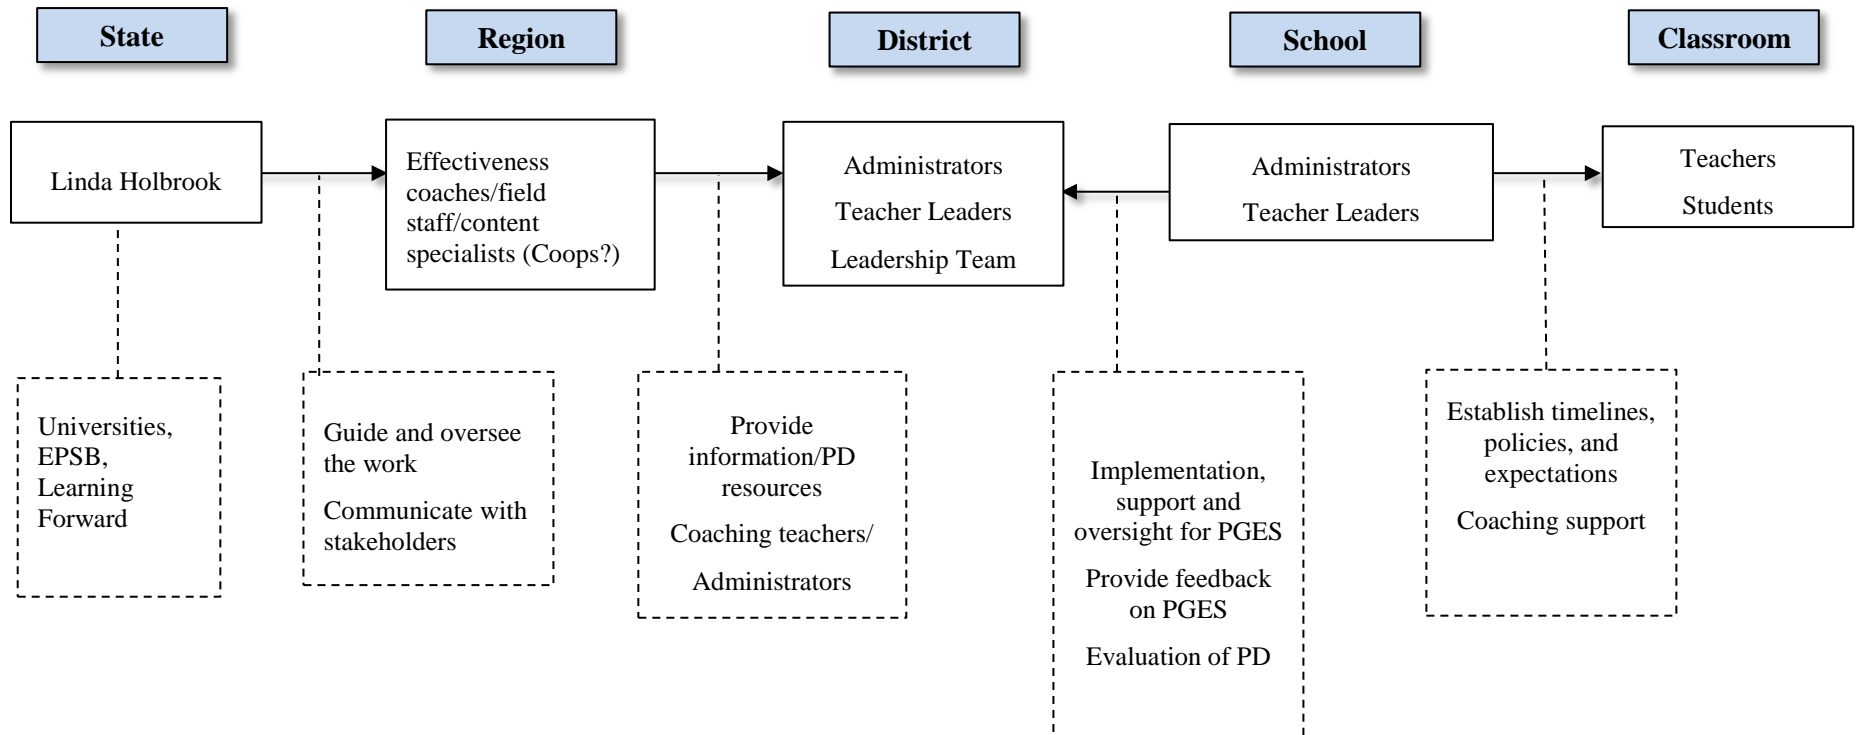 State
Region
District
School
Classroom
Linda Holbrook
Effectiveness
coaches/field
staff/content
specialists (Coops?)
Administrators
Teacher Leaders
Leadership Team
Administrators
Teacher Leaders
Teachers
Students
Universities,
EPSB,
Learning
Forward
Guide and oversee
the work
Communicate with
stakeholders
Provide
information/PD
resources
Coaching teachers/
Administrators
Implementation,
support and
oversight for PGES
Provide feedback
on PGES
Evaluation of PD
Establish timelines,
policies, and
expectations
Coaching support